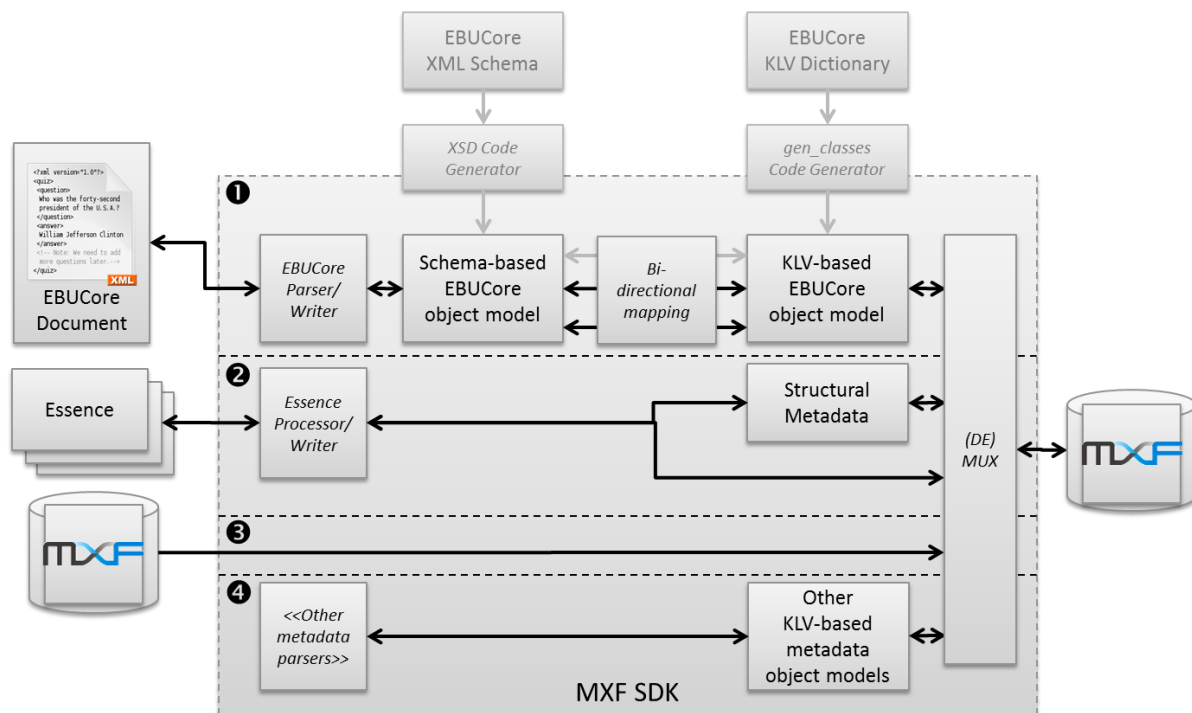 EBUCore
XML Schema
EBUCore
KLV Dictionary
XSD Code
Generator
gen_classes
Code Generator
<?xml version="1.0"?>
<quiz>
<question>
Who was the forty-second
president of the U.S.A.?
</question>
<answer>
William Jefferson Clinton
</answer>
<!-- Note: We need to add
more questions later.-->
</quiz>
XML
EBUCore
Document
❶
EBUCore
Parser/
Writer
Schema-based
EBUCore
object model
Bi-
directional
mapping
KLV-based
EBUCore
object model
❷
Essence
Essence
Processor/
Writer
Structural
Metadata
(DE)
MUX
MXF
❸
MXF
❹
<<Other
metadata
parsers>>
Other
KLV-based
metadata
object models
MXF SDK